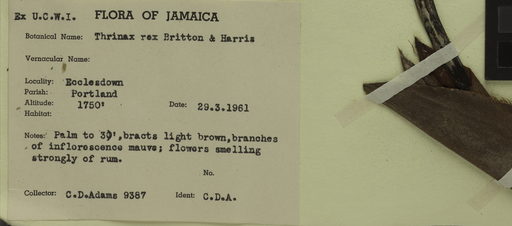 Ex U.C.W.I. FLORA OF JAMAICA
Botanical Name: Thrinax rex Britton & Harris
Vernacular Name:
Locality: Ecclesdown
Parish: Portland
Altitude: 1750' Date: 29.3.1961
Habitat:
Notes: Palm to 30', bracts light brown, branches
of inflorescence mauve; flowers smelling
strongly of rum.
No.
Collector: C.D.Adams 9387 Ident: C.D.A.